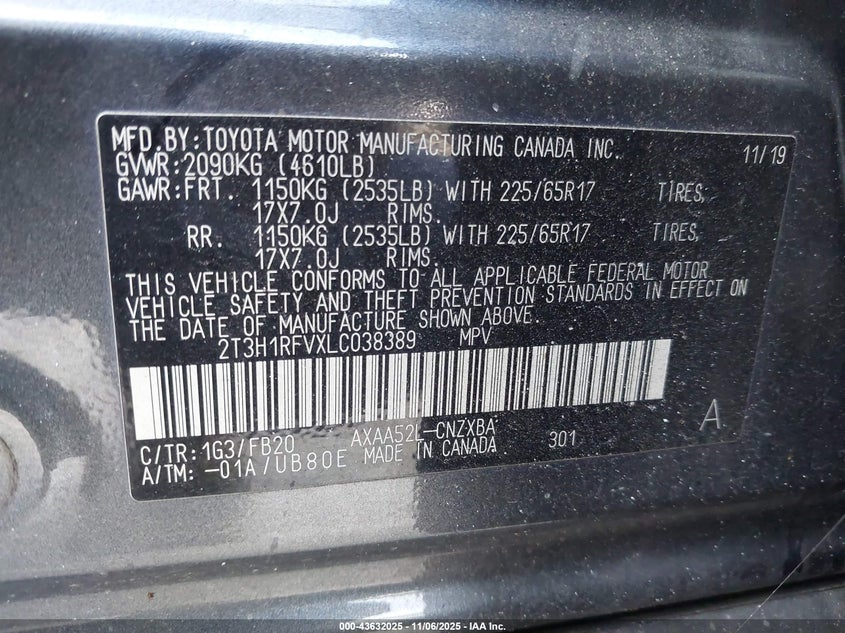 MFD.BY:TOYOTA MOTOR MANUFACTURING CANADA INC. 11/19
GVWR:2090KG (4610LB)
GAWR:FRT. 1150KG (2535LB) WITH 225/65R17 TIRES,
17X7.0J RIMS.
RR. 1150KG (2535LB) WITH 225/65R17 TIRES,
17X7.0J RIMS.
THIS VEHICLE CONFORMS TO ALL APPLICABLE FEDERAL MOTOR
VEHICLE SAFETY AND THEFT PREVENTION STANDARDS IN EFFECT ON
THE DATE OF MANUFACTURE SHOWN ABOVE.
2T3H1RFVXLC038389 MPV
A
C/TR:1G3/FB20 AXAA52L-CNZXBA 301
A/TM:-01A/UB80E MADE IN CANADA
000-43632025 - 11/06/2025 - IAA Inc.